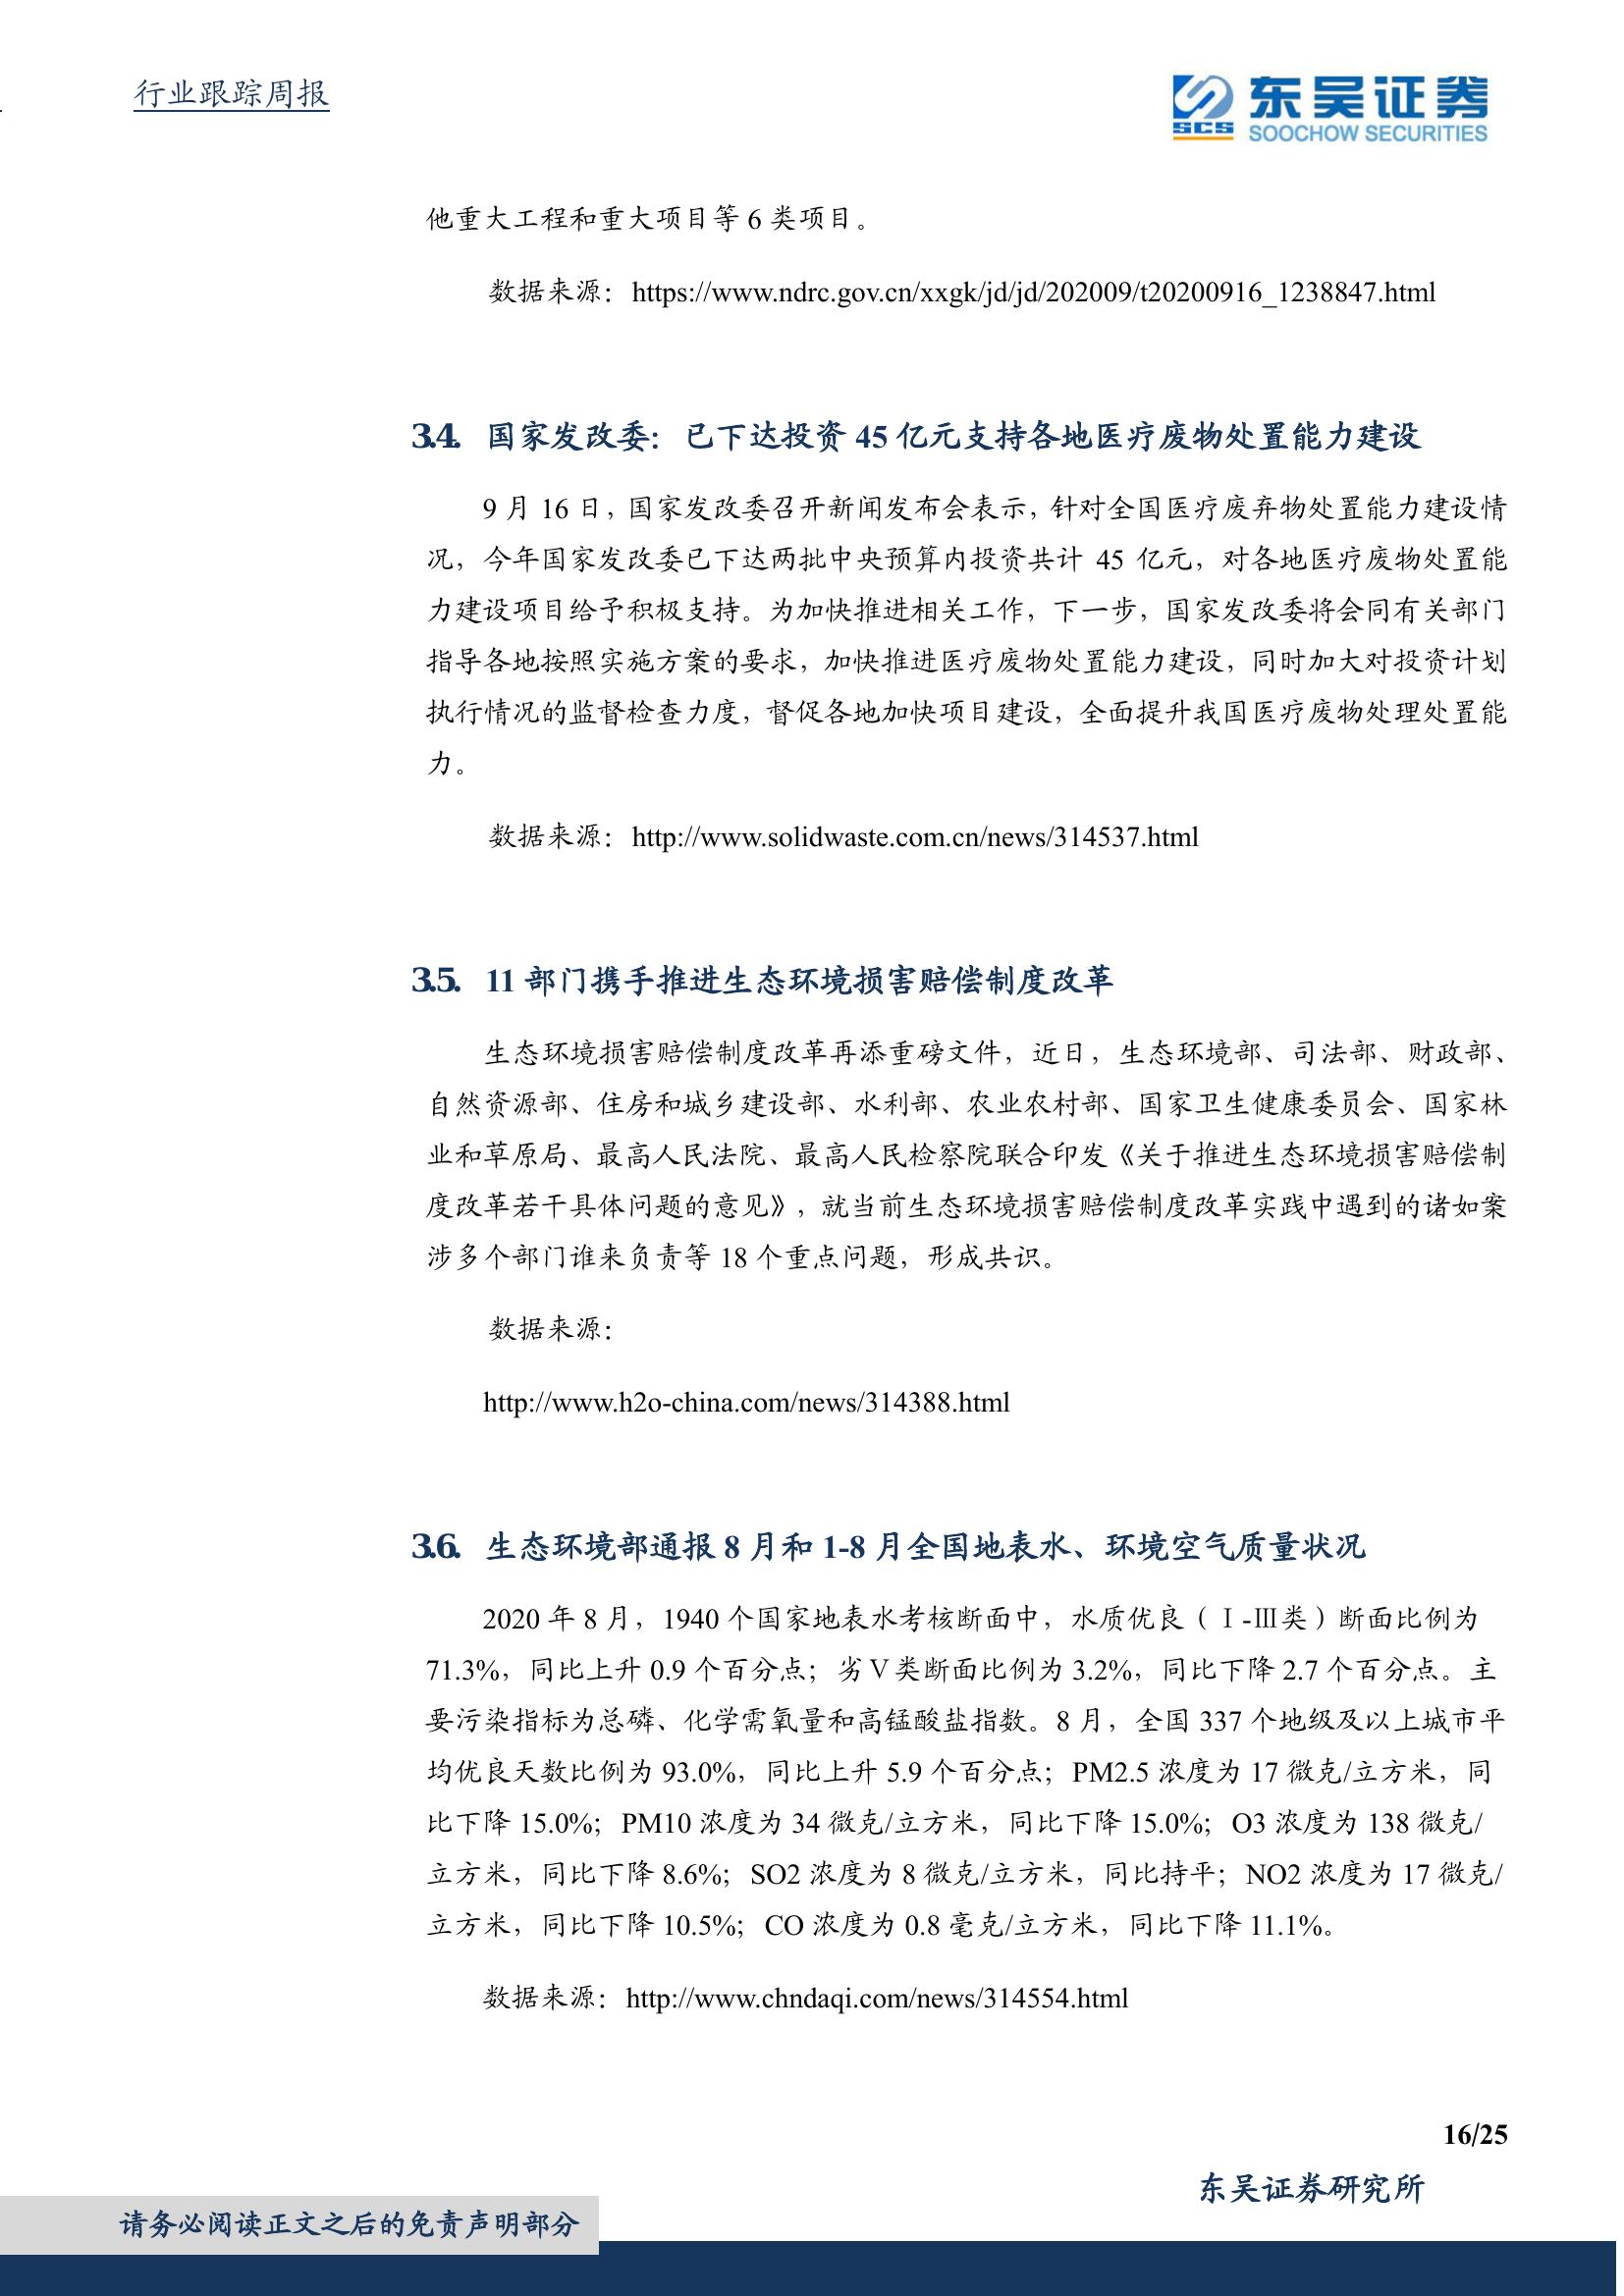 行业跟踪周报
SCS
东吴证券
SOOCHOW SECURITIES
他重大工程和重大项目等 6 类项目。
数据来源：https://www.ndrc.gov.cn/xxgk/jd/jd/202009/t20200916_1238847.html
3.4. 国家发改委：已下达投资 45 亿元支持各地医疗废物处置能力建设
9 月 16 日，国家发改委召开新闻发布会表示，针对全国医疗废弃物处置能力建设情
况，今年国家发改委已下达两批中央预算内投资共计 45 亿元，对各地医疗废物处置能
力建设项目给予积极支持。为加快推进相关工作，下一步，国家发改委将会同有关部门
指导各地按照实施方案的要求，加快推进医疗废物处置能力建设，同时加大对投资计划
执行情况的监督检查力度，督促各地加快项目建设，全面提升我国医疗废物处理处置能
力。
数据来源：http://www.solidwaste.com.cn/news/314537.html
3.5. 11 部门携手推进生态环境损害赔偿制度改革
生态环境损害赔偿制度改革再添重磅文件，近日，生态环境部、司法部、财政部、
自然资源部、住房和城乡建设部、水利部、农业农村部、国家卫生健康委员会、国家林
业和草原局、最高人民法院、最高人民检察院联合印发《关于推进生态环境损害赔偿制
度改革若干具体问题的意见》，就当前生态环境损害赔偿制度改革实践中遇到的诸如案
涉多个部门谁来负责等 18 个重点问题，形成共识。
数据来源：
http://www.h2o-china.com/news/314388.html
3.6. 生态环境部通报 8 月和 1-8 月全国地表水、环境空气质量状况
2020 年 8 月，1940 个国家地表水考核断面中，水质优良（Ⅰ-Ⅲ类）断面比例为
71.3%，同比上升 0.9 个百分点；劣Ⅴ类断面比例为 3.2%，同比下降 2.7 个百分点。主
要污染指标为总磷、化学需氧量和高锰酸盐指数。8 月，全国 337 个地级及以上城市平
均优良天数比例为 93.0%，同比上升 5.9 个百分点；PM2.5 浓度为 17 微克/立方米，同
比下降 15.0%；PM10 浓度为 34 微克/立方米，同比下降 15.0%；O3 浓度为 138 微克/
立方米，同比下降 8.6%；SO2 浓度为 8 微克/立方米，同比持平；NO2 浓度为 17 微克/
立方米，同比下降 10.5%；CO 浓度为 0.8 毫克/立方米，同比下降 11.1%。
数据来源：http://www.chndaqi.com/news/314554.html
16/25
东吴证券研究所
请务必阅读正文之后的免责声明部分